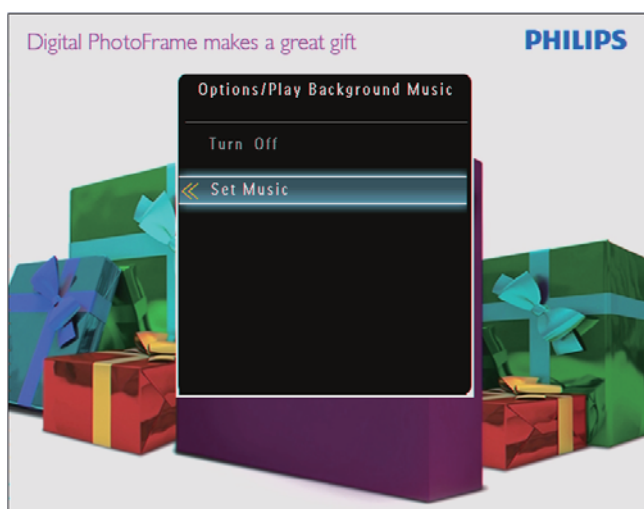 Digital PhotoFrame makes a great gift
PHILIPS
Options/Play Background Music
Turn Off
Set Music